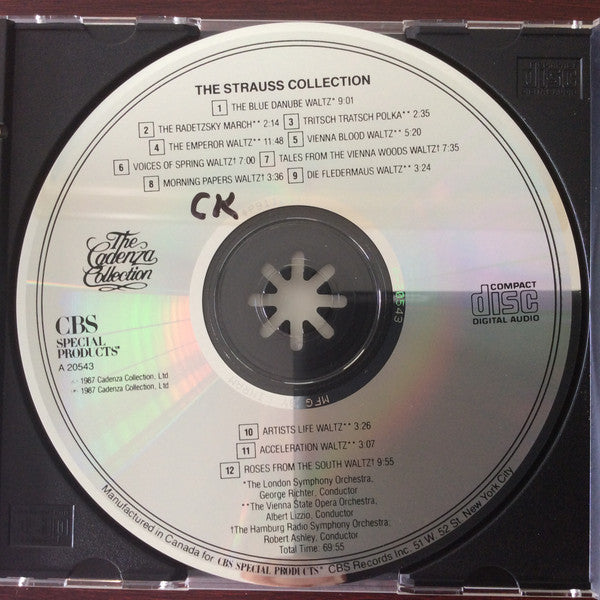 THE STRAUSS COLLECTION
1 THE BLUE DANUBE WALTZ* 9:01
2 THE RADETZSKY MARCH** 2:14 3 TRITSCH TRATSCH POLKA** 2:35
4 THE EMPEROR WALTZ** 11:48 5 VIENNA BLOOD WALTZ** 5:20
6 VOICES OF SPRING WALTZ† 7:00 7 TALES FROM THE VIENNA WOODS WALTZ† 7:35
8 MORNING PAPERS WALTZ† 3:36 9 DIE FLEDERMAUS WALTZ** 3:24
CK
The
Cadenza
Collection
CBS
SPECIAL
PRODUCTS
A 20543
© 1987 Cadenza Collection, Ltd
℗ 1987 Cadenza Collection, Ltd
COMPACT
disc
DIGITAL AUDIO
COMPACT
disc
10 ARTISTS LIFE WALTZ** 3:26
11 ACCELERATION WALTZ** 3:07
12 ROSES FROM THE SOUTH WALTZ† 9:55
*The London Symphony Orchestra,
George Richter, Conductor
**The Vienna State Opera Orchestra,
Albert Lizzio, Conductor
†The Hamburg Radio Symphony Orchestra,
Robert Ashley, Conductor
Total Time: 69:55
Manufactured in Canada for CBS SPECIAL PRODUCTS CBS Records Inc. 51 W. 52 St. New York City